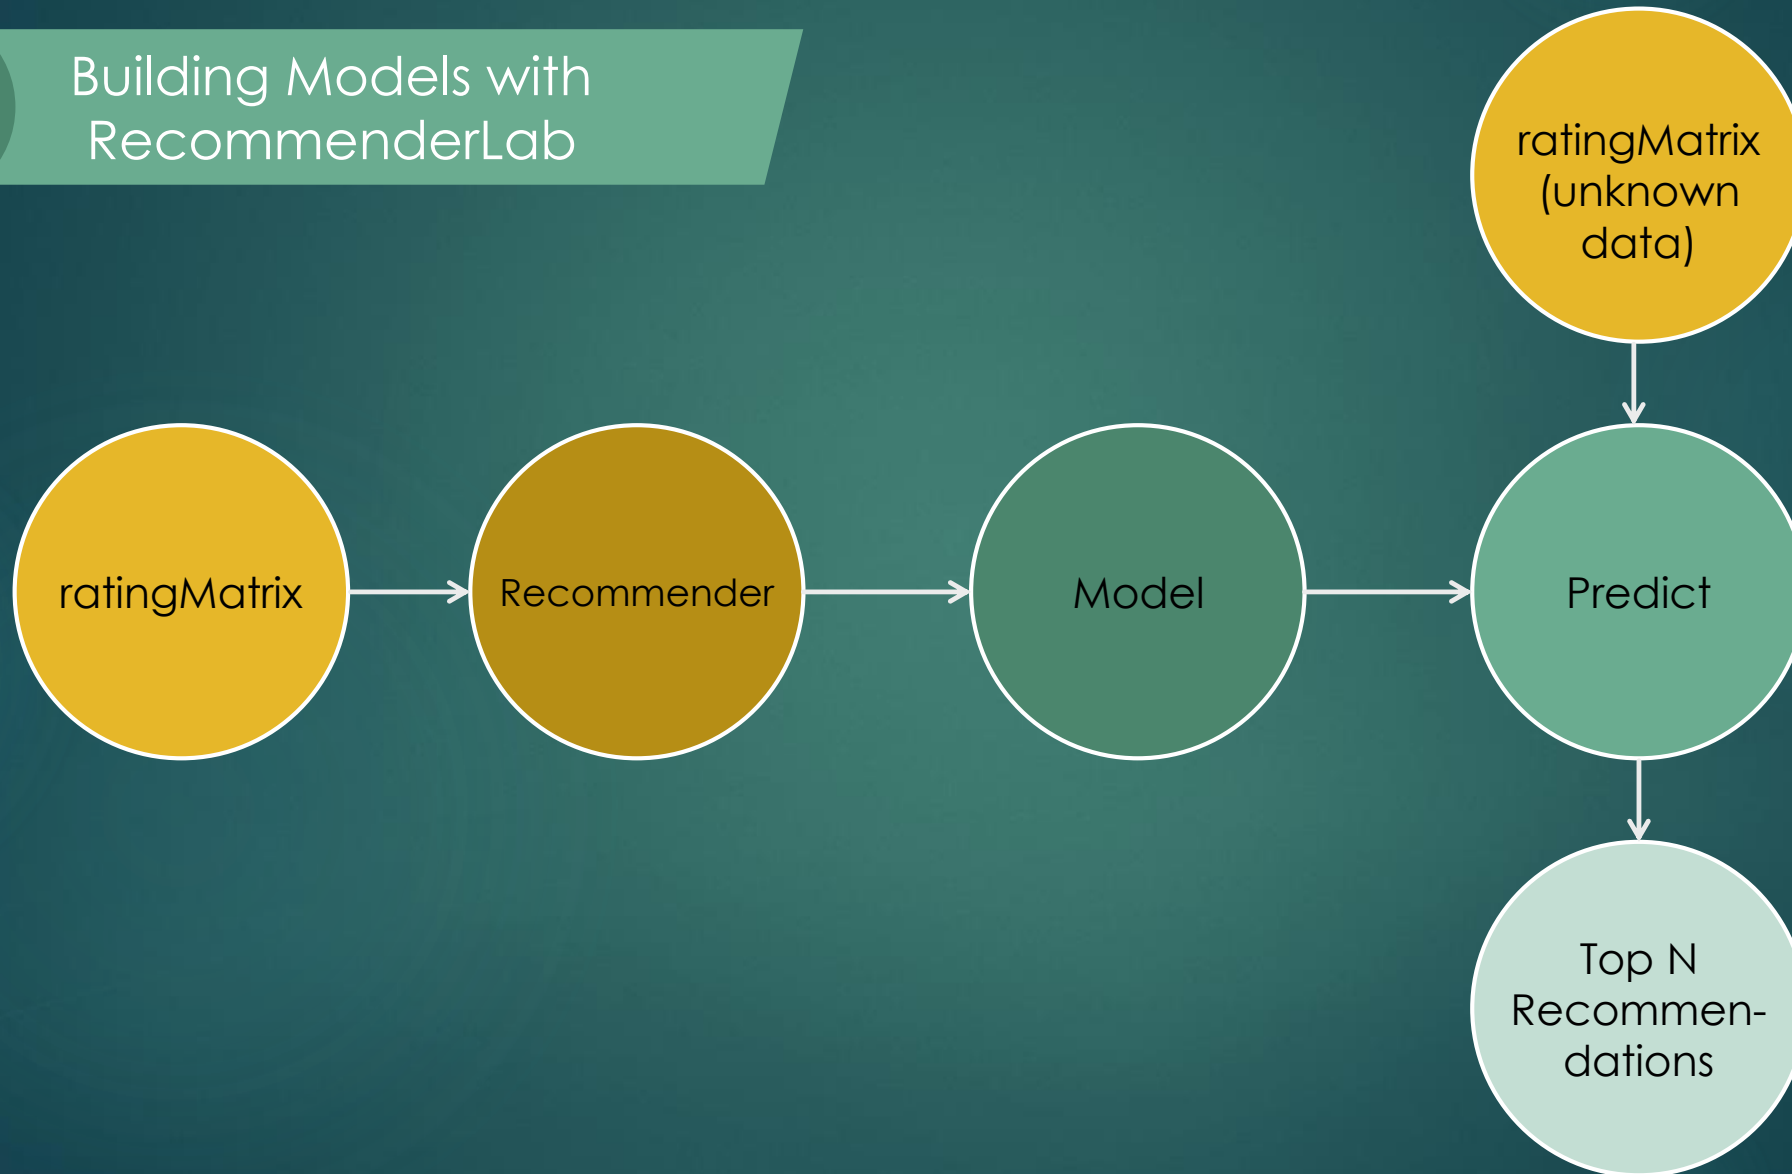 Building Models with
RecommenderLab
ratingMatrix
(unknown
data)
ratingMatrix
Recommender
Model
Predict
Top N
Recommen-
dations